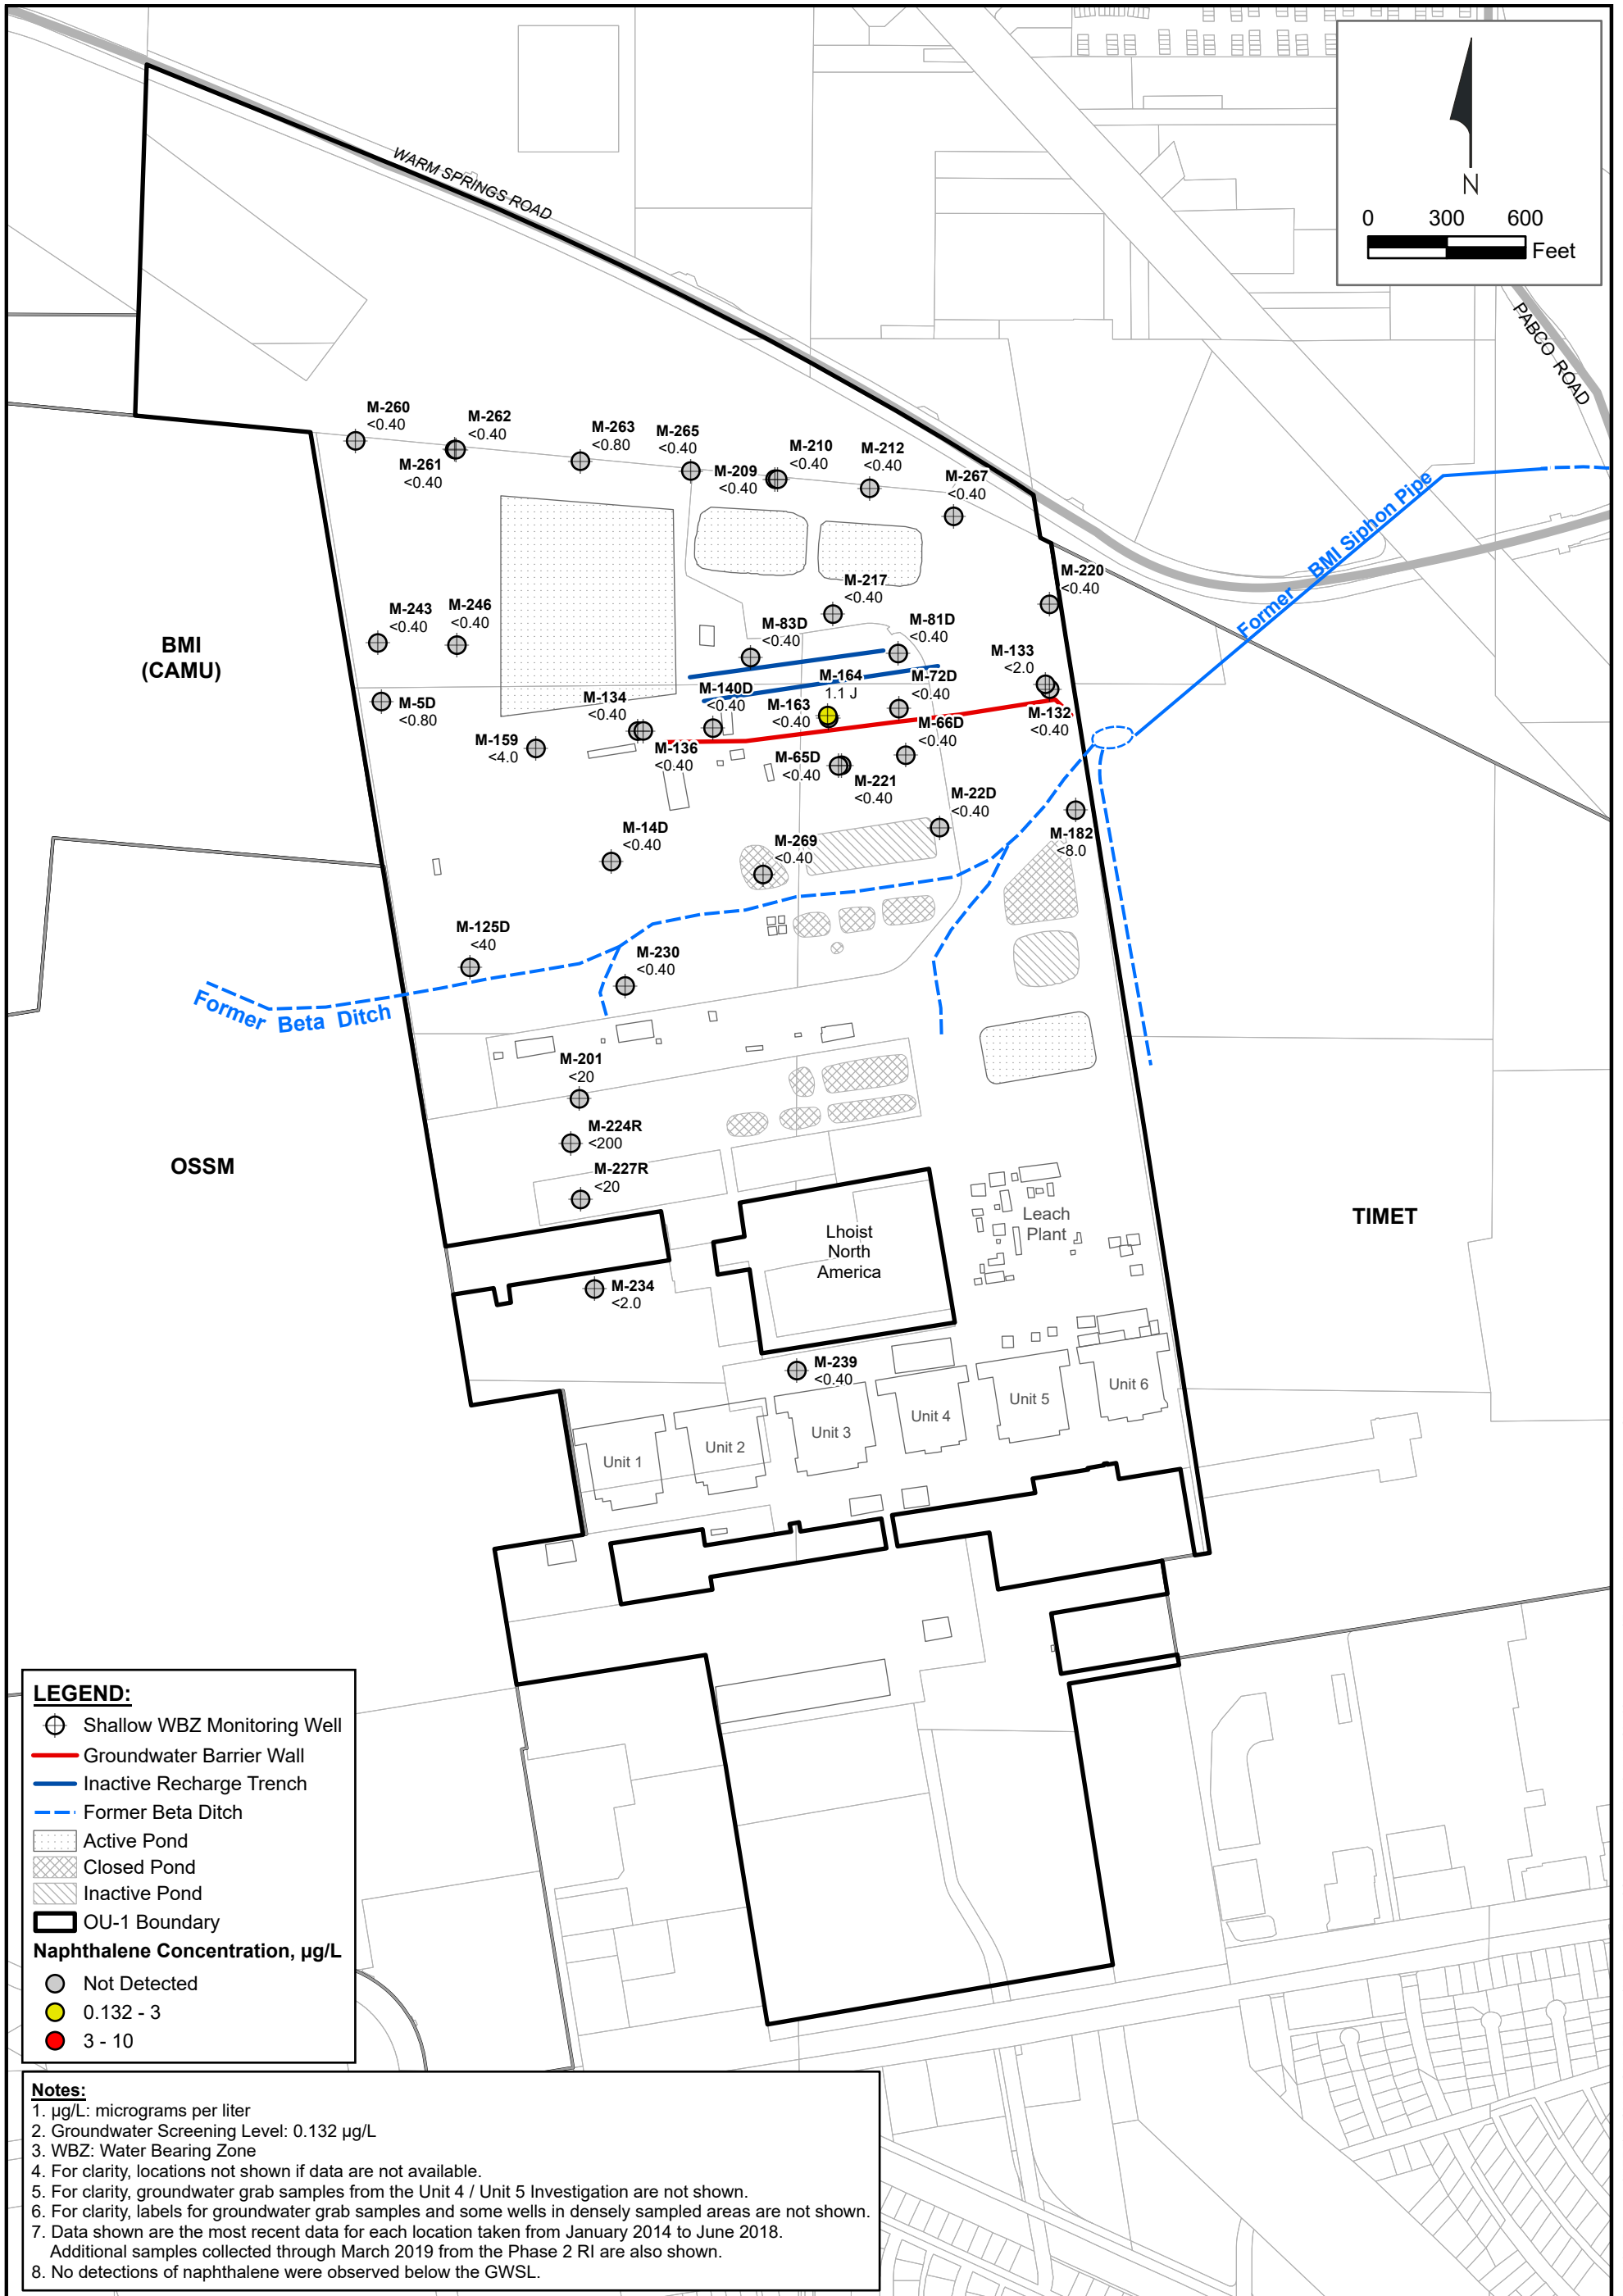 WARM SPRINGS ROAD
N
0 300 600
Feet
PABCO ROAD
M-260
<0.40
M-262
<0.40
M-261
<0.40
M-263
<0.80
M-265
<0.40
M-209
<0.40
M-210
<0.40
M-212
<0.40
M-267
<0.40
Former BMI Siphon Pipe
M-220
<0.40
M-217
<0.40
M-243
<0.40
M-246
<0.40
M-83D
<0.40
M-81D
<0.40
BMI
(CAMU)
M-133
<2.0
M-5D
<0.80
M-134
<0.40
M-140D
<0.40
M-164
1.1 J
M-163
<0.40
M-72D
<0.40
M-132
<0.40
M-159
<4.0
M-136
<0.40
M-66D
<0.40
M-65D
<0.40
M-221
<0.40
M-22D
<0.40
M-182
<8.0
M-14D
<0.40
M-269
<0.40
M-125D
<40
M-230
<0.40
Former Beta Ditch
M-201
<20
M-224R
<200
M-227R
<20
OSSM
TIMET
Leach
Plant
Lhoist
North
America
M-234
<2.0
M-239
<0.40
Unit 1
Unit 2
Unit 3
Unit 4
Unit 5
Unit 6
LEGEND:
Shallow WBZ Monitoring Well
Groundwater Barrier Wall
Inactive Recharge Trench
Former Beta Ditch
Active Pond
Closed Pond
Inactive Pond
OU-1 Boundary
Naphthalene Concentration, µg/L
Not Detected
0.132 - 3
3 - 10
Notes:
1. µg/L: micrograms per liter
2. Groundwater Screening Level: 0.132 µg/L
3. WBZ: Water Bearing Zone
4. For clarity, locations not shown if data are not available.
5. For clarity, groundwater grab samples from the Unit 4 / Unit 5 Investigation are not shown.
6. For clarity, labels for groundwater grab samples and some wells in densely sampled areas are not shown.
7. Data shown are the most recent data for each location taken from January 2014 to June 2018.
Additional samples collected through March 2019 from the Phase 2 RI are also shown.
8. No detections of naphthalene were observed below the GWSL.